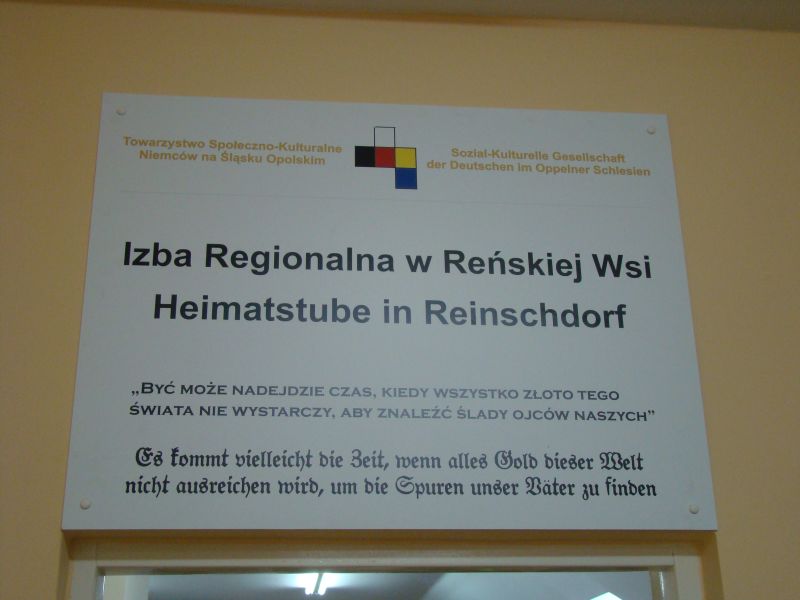 Towarzystwo Społeczno-Kulturalne
Niemców na Śląsku Opolskim
Sozial-Kulturelle Gesellschaft
der Deutschen im Oppelner Schlesien
Izba Regionalna w Reńskiej Wsi
Heimatstube in Reinschdorf
„BYĆ MOŻE NADEJDZIE CZAS, KIEDY WSZYSTKO ZŁOTO TEGO
ŚWIATA NIE WYSTARCZY, ABY ZNALEŹĆ ŚLADY OJCÓW NASZYCH”
Es kommt vielleicht die Zeit, wenn alles Gold dieser Welt
nicht ausreichen wird, um die Spuren unser Väter zu finden